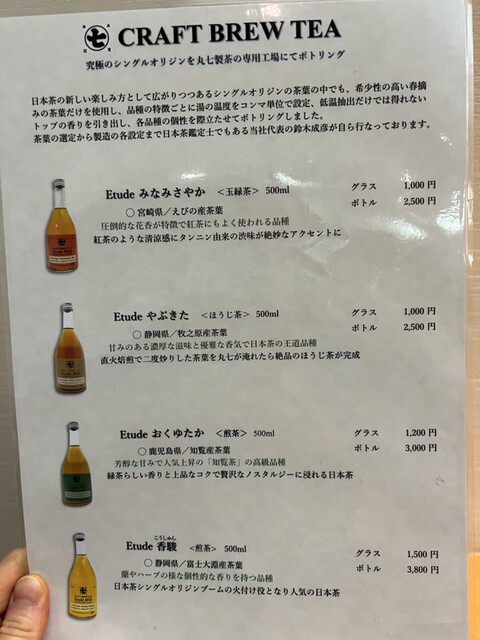 七 CRAFT BREW TEA
究極のシングルオリジンを丸七製茶の専用工場にてボトリング
日本茶の新しい楽しみ方として広がりつつあるシングルオリジンの茶葉の中でも、希少性の高い春摘
みの茶葉だけを使用し、品種の特徴ごとに湯の温度をコンマ単位で設定、低温抽出だけでは得れない
トップの香りを引き出し、各品種の個性を際立たせてボトリングしました。
茶葉の選定から製造の各設定まで日本茶鑑定士でもある当社代表の鈴木成彦が自ら行なっております。
Etude みなみさやか <玉緑茶> 500ml グラス 1,000 円
〇 宮崎県/えびの産茶葉 ボトル 2,500 円
圧倒的な花香が特徴で紅茶にもよく使われる品種
紅茶のような清涼感にタンニン由来の渋味が絶妙なアクセントに
Etude やぶきた <ほうじ茶> 500ml グラス 1,000 円
〇 静岡県/牧之原産茶葉 ボトル 2,500 円
甘みのある濃厚な滋味と優雅な香気で日本茶の王道品種
直火焙煎で二度炒りした茶葉を丸七が淹れたら絶品のほうじ茶が完成
Etude おくゆたか <煎茶> 500ml グラス 1,200 円
〇 鹿児島県/知覧産茶葉 ボトル 3,000 円
芳醇な甘みで人気上昇の「知覧茶」の高級品種
緑茶らしい香りと上品なコクで贅沢なノスタルジーに浸れる日本茶
こうしゅん
Etude 香駿 <煎茶> 500ml グラス 1,500 円
〇 静岡県/富士大淵産茶葉 ボトル 3,800 円
蘭やハーブの様な個性的な香りを持つ品種
日本茶シングルオリジンブームの火付け役となり人気の日本茶